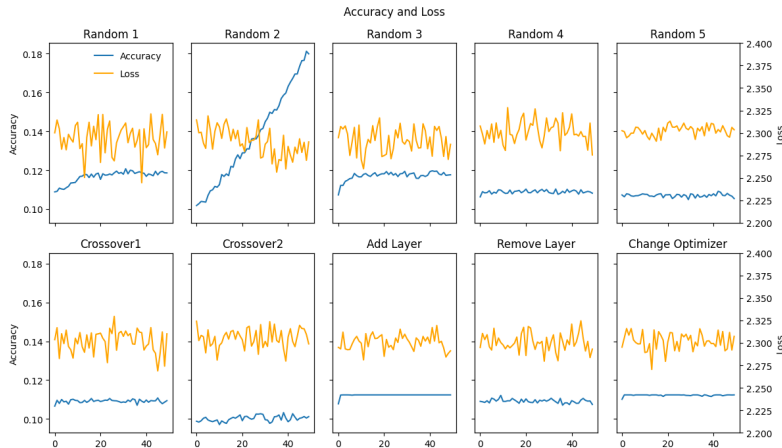 Accuracy and Loss
Random 1
Random 2
Random 3
Random 4
Random 5
Accuracy
Loss
0.18
0.16
0.14
0.12
0.10
Accuracy
2.400
2.375
2.350
2.325
2.300
2.275
2.250
2.225
2.200
Loss
Crossover1
Crossover2
Add Layer
Remove Layer
Change Optimizer
0.18
0.16
0.14
0.12
0.10
Accuracy
2.400
2.375
2.350
2.325
2.300
2.275
2.250
2.225
2.200
Loss
0 20 40
0 20 40
0 20 40
0 20 40
0 20 40